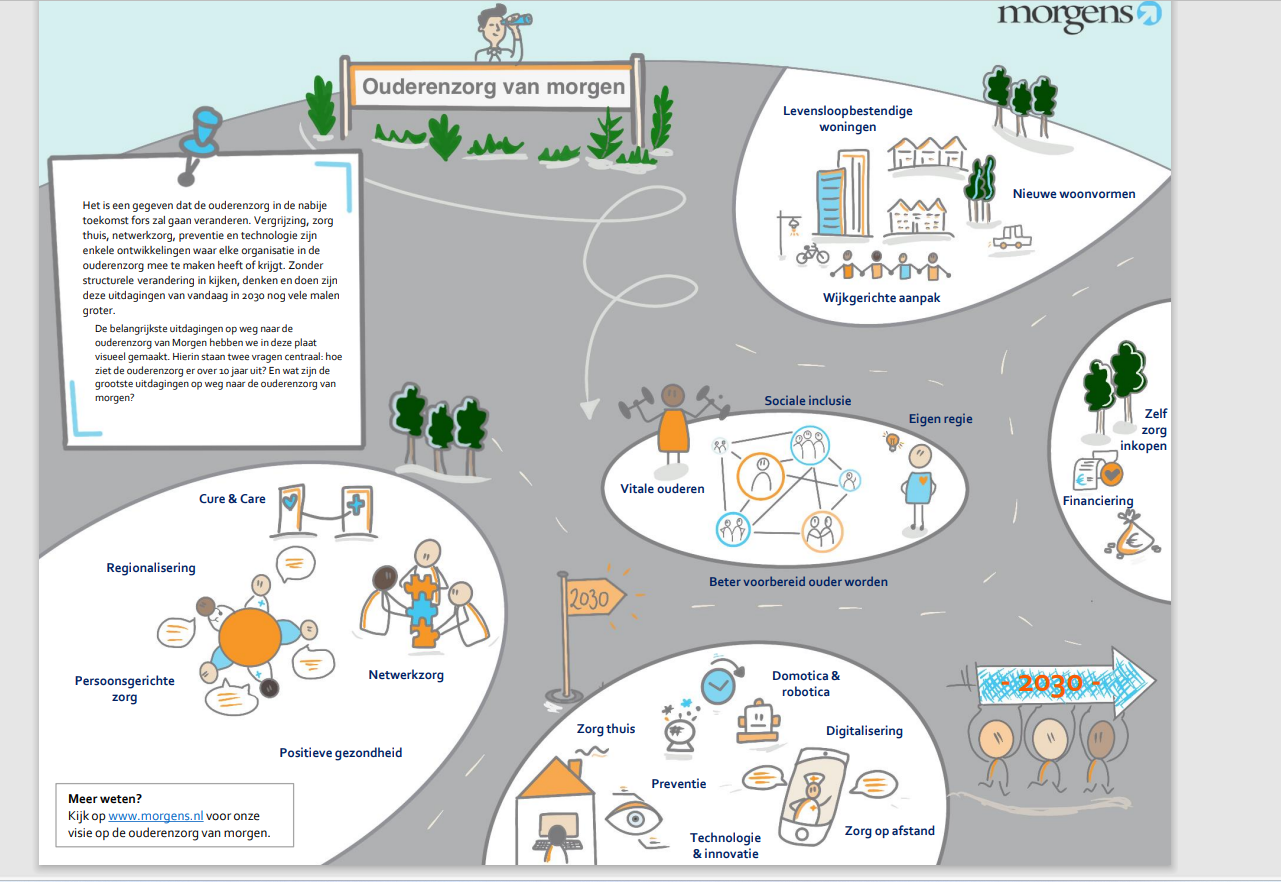 morgens
Ouderenzorg van morgen
Het is een gegeven dat de ouderenzorg in de nabije
toekomst fors zal gaan veranderen. Vergrijzing, zorg
thuis, netwerkzorg, preventie en technologie zijn
enkele ontwikkelingen waar elke organisatie in de
ouderenzorg mee te maken heeft of krijgt. Zonder
structurele verandering in kijken, denken en doen zijn
deze uitdagingen van vandaag in 2030 nog vele malen
groter.
De belangrijkste uitdagingen op weg naar de
ouderenzorg van Morgen hebben we in deze plaat
visueel gemaakt. Hierin staan twee vragen centraal: hoe
ziet de ouderenzorg er over 10 jaar uit? En wat zijn de
grootste uitdagingen op weg naar de ouderenzorg van
morgen?
Levensloopbestendige
woningen
Nieuwe woonvormen
Wijkgerichte aanpak
Sociale inclusie
Eigen regie
Vitale ouderen
Beter voorbereid ouder worden
Zelf
zorg
inkopen
€
Financiering
€
Cure & Care
Regionalisering
Persoonsgerichte
zorg
Netwerkzorg
Positieve gezondheid
2030
Domotica &
robotica
Zorg thuis
Digitalisering
Preventie
Technologie
& innovatie
Zorg op afstand
- 2030 -
Meer weten?
Kijk op www.morgens.nl voor onze
visie op de ouderenzorg van morgen.